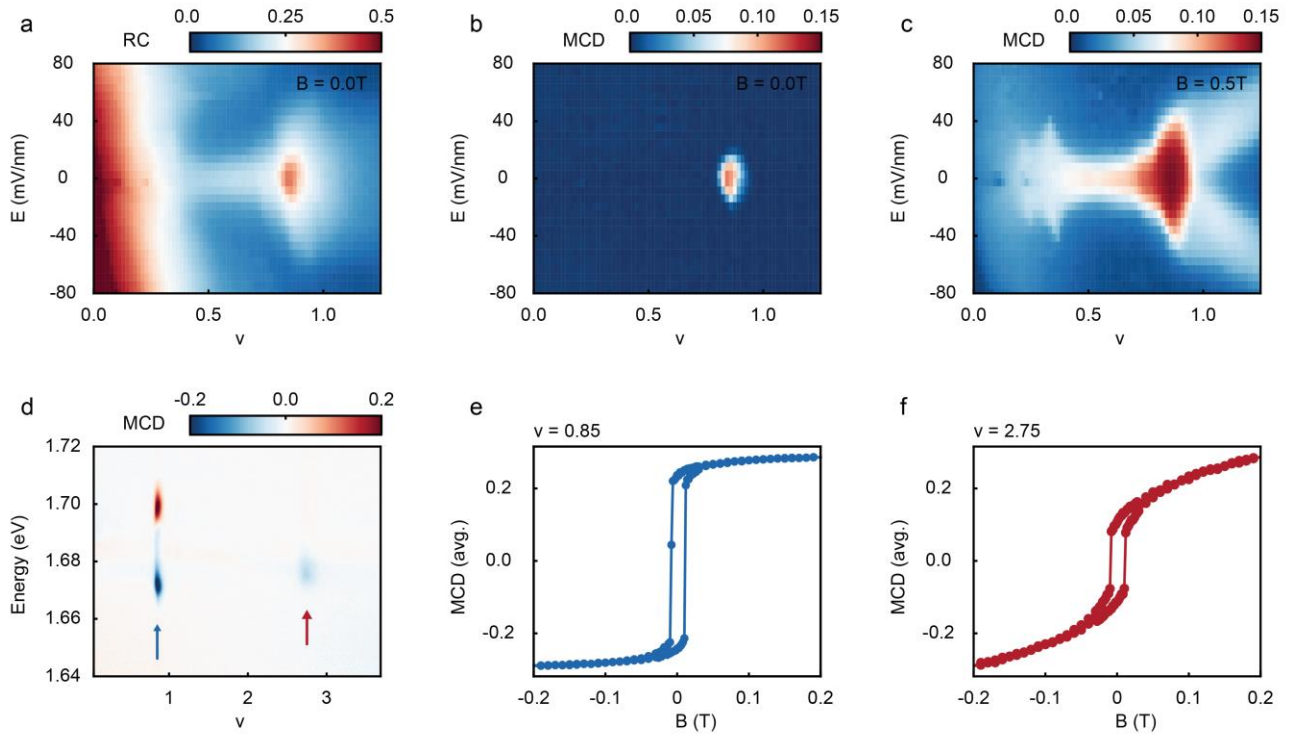 a
0.0 0.25 0.5
RC
B = 0.0T
80
40
0
-40
-80
E (mV/nm)
0.0 0.5 1.0
ν
b
0.0 0.05 0.10 0.15
MCD
B = 0.0T
80
40
0
-40
-80
E (mV/nm)
0.0 0.5 1.0
ν
c
0.0 0.05 0.10 0.15
MCD
B = 0.5T
80
40
0
-40
-80
E (mV/nm)
0.0 0.5 1.0
ν
d
-0.2 0.0 0.2
MCD
1.72
1.70
1.68
1.66
1.64
Energy (eV)
1 2 3
ν
e
ν = 0.85
0.2
0.0
-0.2
MCD (avg.)
-0.2 -0.1 0 0.1 0.2
B (T)
f
ν = 2.75
0.2
0.0
-0.2
MCD (avg.)
-0.2 -0.1 0 0.1 0.2
B (T)